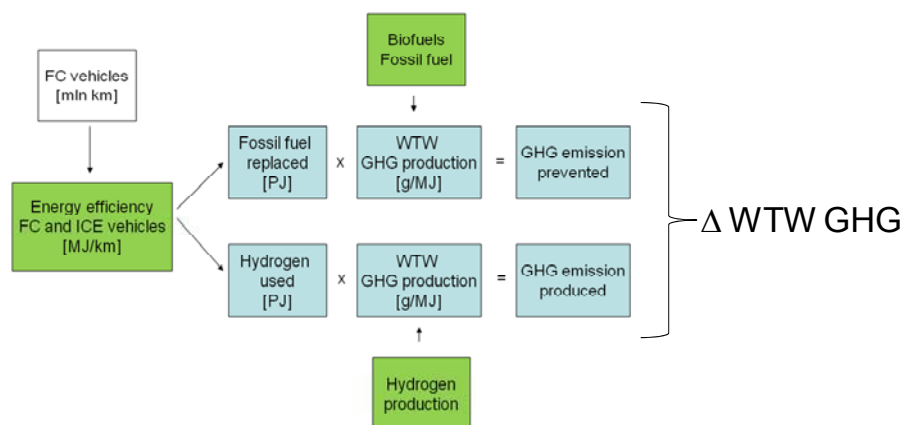 Biofuels
Fossil fuel
FC vehicles
[mln km]
Fossil fuel
replaced
[PJ]
x
WTW
GHG production
[g/MJ]
=
GHG emission
prevented
Energy efficiency
FC and ICE vehicles
[MJ/km]
Δ WTW GHG
Hydrogen
used
[PJ]
x
WTW
GHG production
[g/MJ]
=
GHG emission
produced
Hydrogen
production